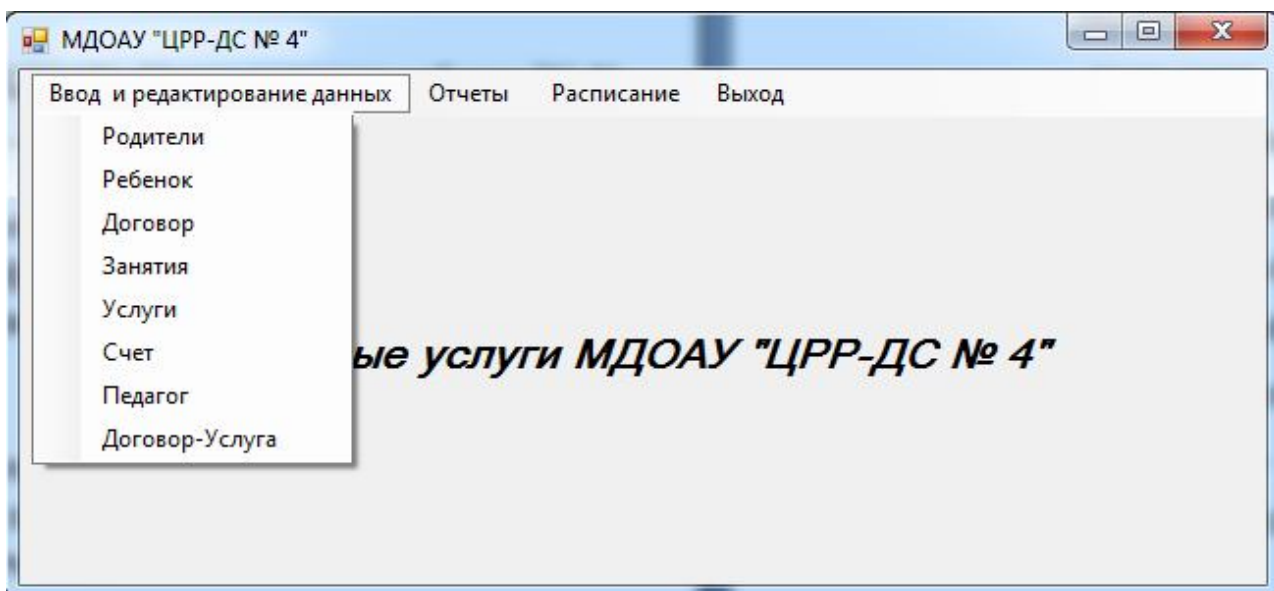 МДОАУ "ЦРР-ДС № 4"
Ввод и редактирование данных Отчеты Расписание Выход
Родители
Ребенок
Договор
Занятия
Услуги
Счет
ые услуги МДОАУ "ЦРР-ДС № 4"
Педагог
Договор-Услуга